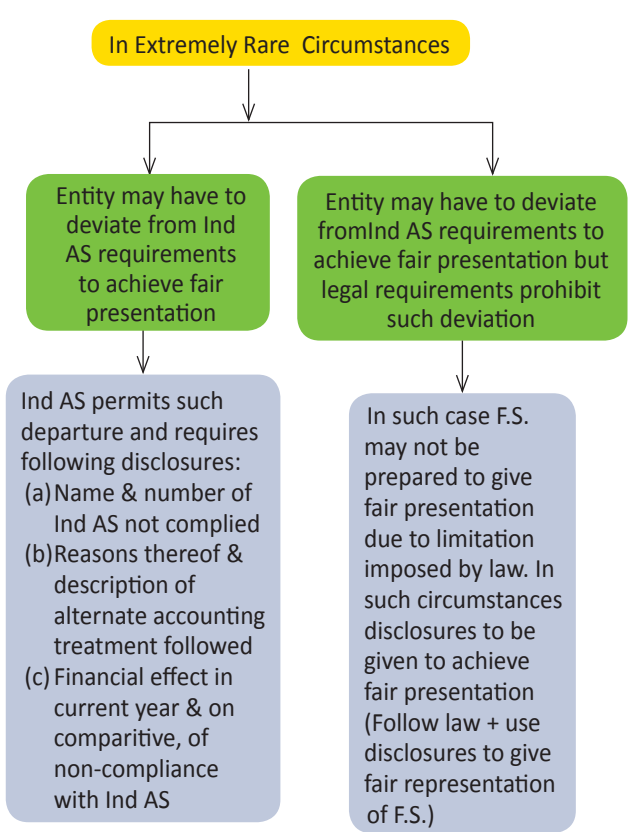 In Extremely Rare  Circumstances
Entity may have to
deviate from Ind
AS requirements
to achieve fair
presentation
Entity may have to deviate
fromInd AS requirements to
achieve fair presentation but
legal requirements prohibit
such deviation
Ind AS permits such
departure and requires
following disclosures:
(a) Name & number of
Ind AS not complied
(b) Reasons thereof &
description of
alternate accounting
treatment followed
(c) Financial effect in
current year & on
comparitive, of
non-compliance
with Ind AS
In such case F.S.
may not be
prepared to give
fair presentation
due to limitation
imposed by law. In
such circumstances
disclosures to be
given to achieve
fair presentation
(Follow law + use
disclosures to give
fair representation
of F.S.)